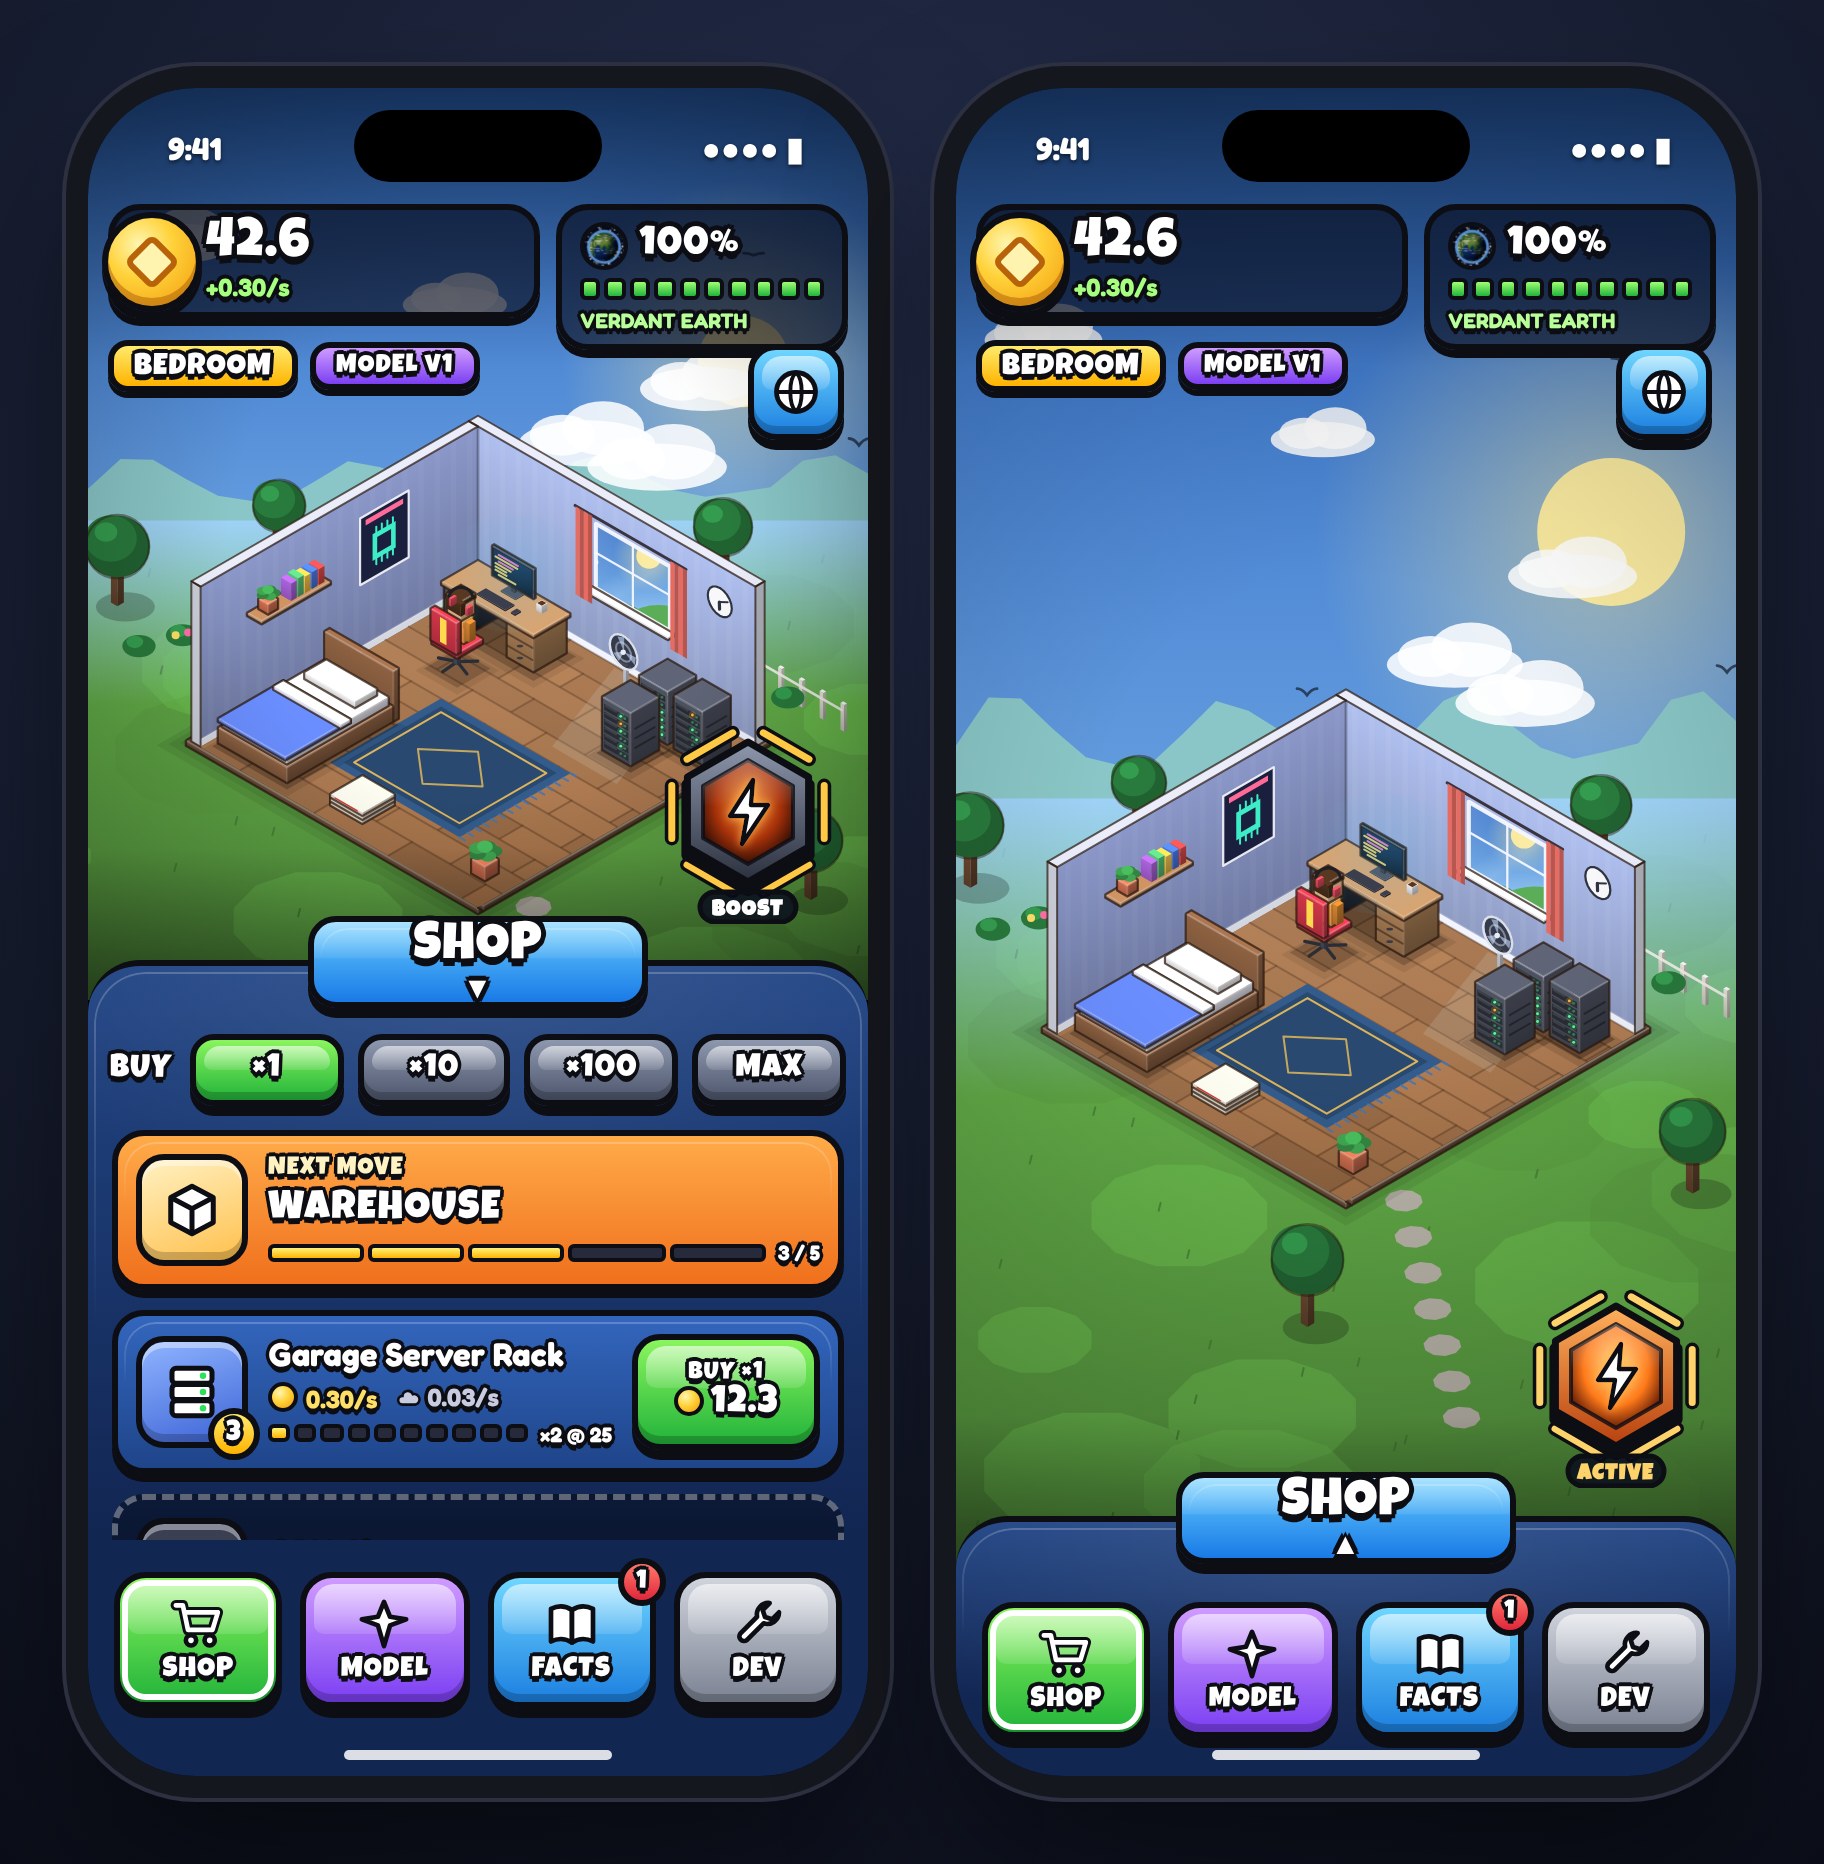 9:41
42.6
+0.30/s
100%
VERDANT EARTH
BEDROOM
MODEL V1
BOOST
SHOP
▼
BUY
×1
×10
×100
MAX
NEXT MOVE
WAREHOUSE
3/5
Garage Server Rack
0.30/s
0.03/s
3
×2 @ 25
BUY ×1
12.3
SHOP
MODEL
1
FACTS
DEV
9:41
42.6
+0.30/s
100%
VERDANT EARTH
BEDROOM
MODEL V1
ACTIVE
SHOP
▲
SHOP
MODEL
1
FACTS
DEV